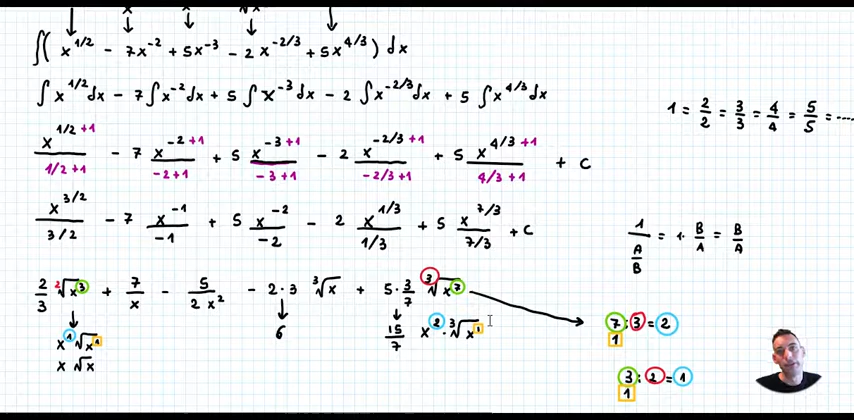 ∫( x^{1/2} - 7x^{-2} + 5x^{-3} - 2x^{-2/3} + 5x^{4/3} ) dx
∫ x^{1/2} dx - 7 ∫ x^{-2} dx + 5 ∫ x^{-3} dx - 2 ∫ x^{-2/3} dx + 5 ∫ x^{4/3} dx
1 = 2/2 = 3/3 = 4/4 = 5/5 = ....
x^{1/2 +1}/(1/2 +1) - 7 x^{-2+1}/(-2+1) + 5 x^{-3+1}/(-3+1) - 2 x^{-2/3+1}/(-2/3+1) + 5 x^{4/3+1}/(4/3+1) + c
x^{3/2}/(3/2) - 7 x^{-1}/(-1) + 5 x^{-2}/(-2) - 2 x^{1/3}/(1/3) + 5 x^{7/3}/(7/3) + c
1/(A/B) = 1 · B/A = B/A
2/3 ²√x³ + 7/x - 5/(2x²) - 2·3 ³√x + 5·3/7 ³√x⁷
x¹ √x¹
6
15/7 x² · ³√x¹
7 : 3 = 2
1
x √x
3 : 2 = 1
1